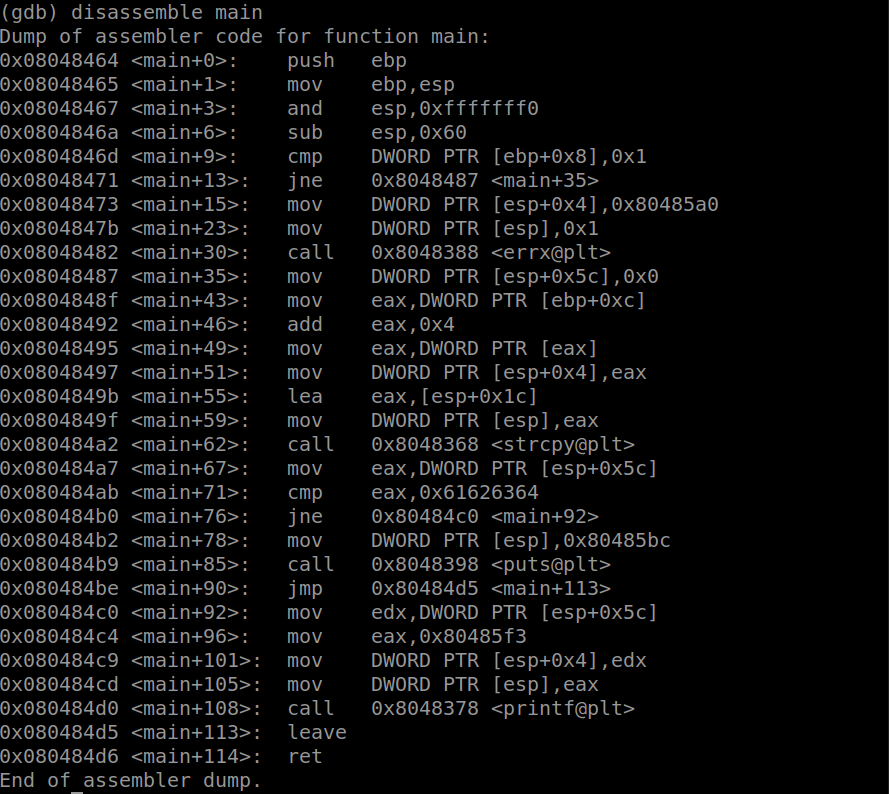 (gdb) disassemble main
Dump of assembler code for function main:
0x08048464 <main+0>:    push   ebp
0x08048465 <main+1>:    mov    ebp,esp
0x08048467 <main+3>:    and    esp,0xfffffff0
0x0804846a <main+6>:    sub    esp,0x60
0x0804846d <main+9>:    cmp    DWORD PTR [ebp+0x8],0x1
0x08048471 <main+13>:   jne    0x8048487 <main+35>
0x08048473 <main+15>:   mov    DWORD PTR [esp+0x4],0x80485a0
0x0804847b <main+23>:   mov    DWORD PTR [esp],0x1
0x08048482 <main+30>:   call   0x8048388 <errx@plt>
0x08048487 <main+35>:   mov    DWORD PTR [esp+0x5c],0x0
0x0804848f <main+43>:   mov    eax,DWORD PTR [ebp+0xc]
0x08048492 <main+46>:   add    eax,0x4
0x08048495 <main+49>:   mov    eax,DWORD PTR [eax]
0x08048497 <main+51>:   mov    DWORD PTR [esp+0x4],eax
0x0804849b <main+55>:   lea    eax,[esp+0x1c]
0x0804849f <main+59>:   mov    DWORD PTR [esp],eax
0x080484a2 <main+62>:   call   0x8048368 <strcpy@plt>
0x080484a7 <main+67>:   mov    eax,DWORD PTR [esp+0x5c]
0x080484ab <main+71>:   cmp    eax,0x61626364
0x080484b0 <main+76>:   jne    0x80484c0 <main+92>
0x080484b2 <main+78>:   mov    DWORD PTR [esp],0x80485bc
0x080484b9 <main+85>:   call   0x8048398 <puts@plt>
0x080484be <main+90>:   jmp    0x80484d5 <main+113>
0x080484c0 <main+92>:   mov    edx,DWORD PTR [esp+0x5c]
0x080484c4 <main+96>:   mov    eax,0x80485f3
0x080484c9 <main+101>:  mov    DWORD PTR [esp+0x4],edx
0x080484cd <main+105>:  mov    DWORD PTR [esp],eax
0x080484d0 <main+108>:  call   0x8048378 <printf@plt>
0x080484d5 <main+113>:  leave
0x080484d6 <main+114>:  ret
End of assembler dump.